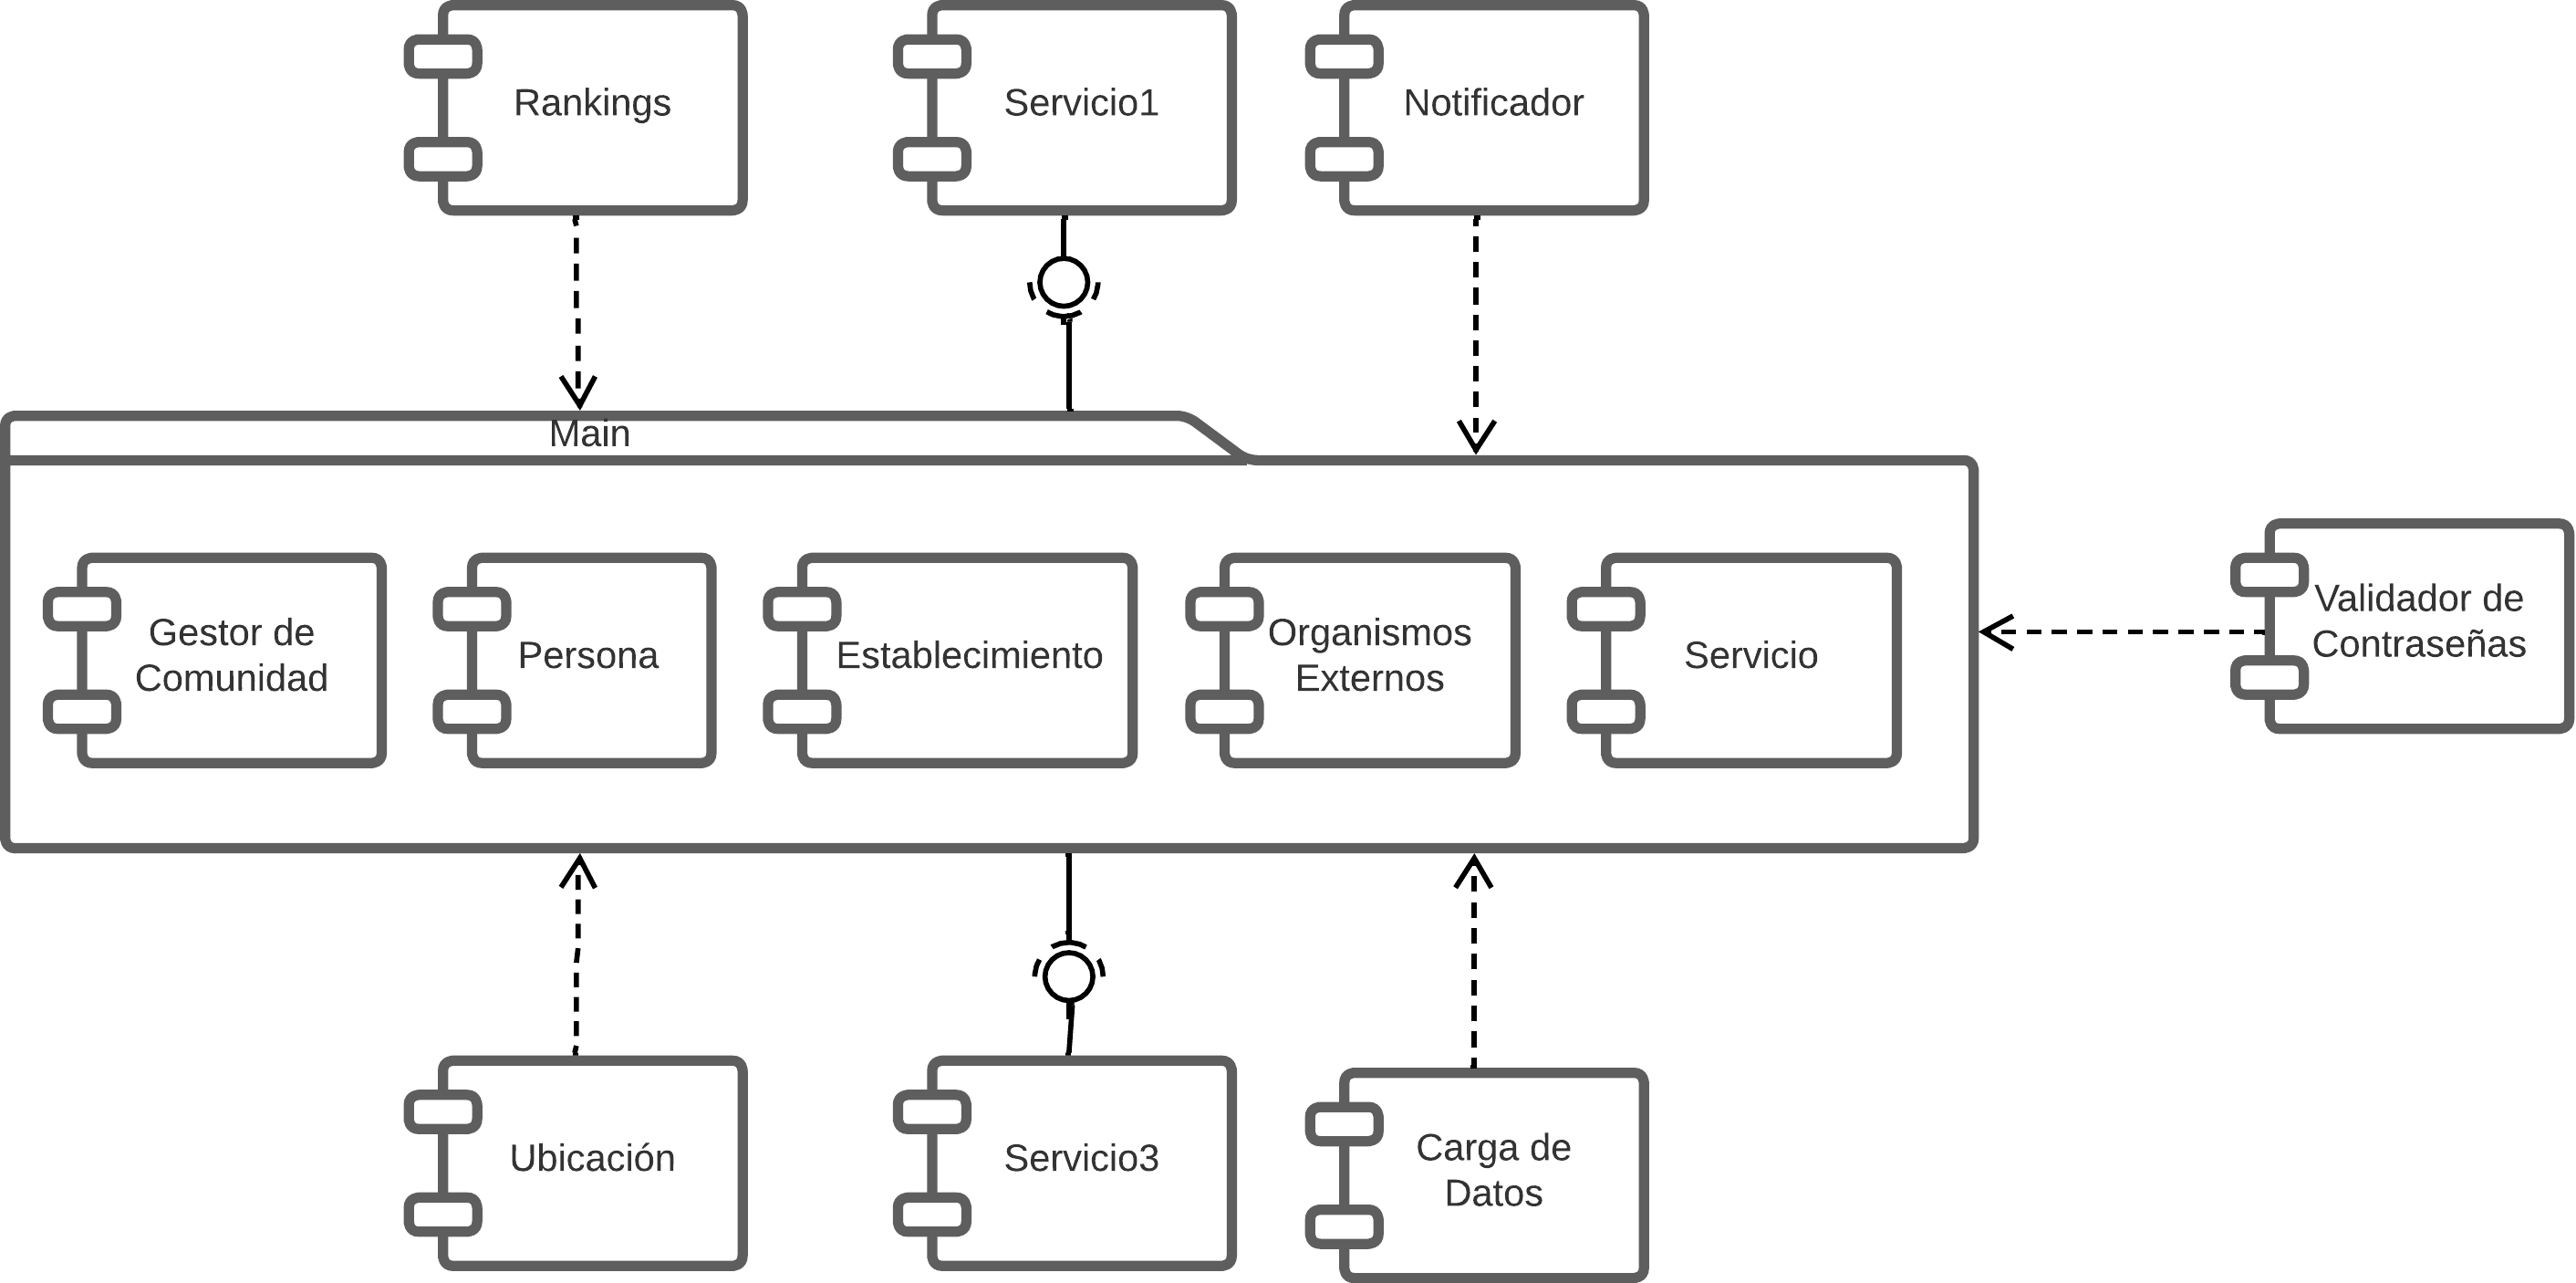 Rankings
Servicio1
Notificador
Main
Gestor de
Comunidad
Persona
Establecimiento
Organismos
Externos
Servicio
Validador de
Contraseñas
Ubicación
Servicio3
Carga de
Datos